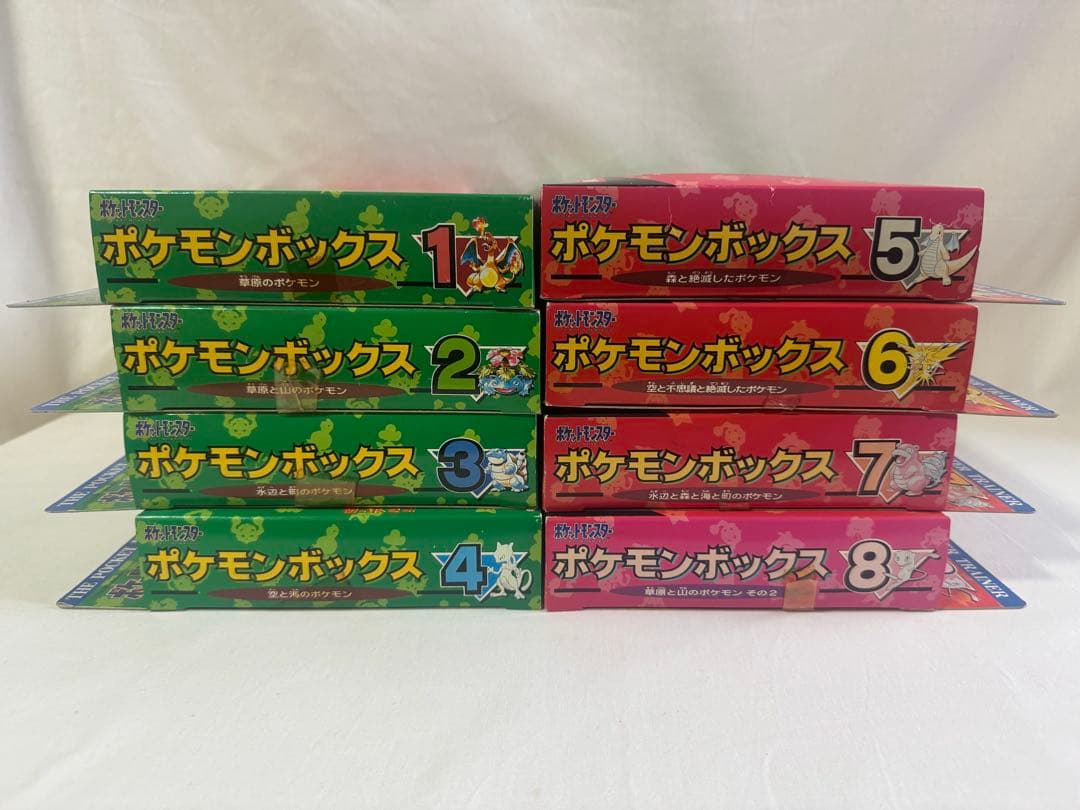 ポケットモンスター
ポケモンボックス 1
草原のポケモン
ポケットモンスター
ポケモンボックス 2
草原と山のポケモン
ポケットモンスター
ポケモンボックス 3
水辺と町のポケモン
ポケットモンスター
ポケモンボックス 4
空と海のポケモン
THE POCKET
THE POCKET
ポケットモンスター
ポケモンボックス 5
森と絶滅したポケモン
ポケットモンスター
ポケモンボックス 6
空と不思議と絶滅したポケモン
ポケットモンスター
ポケモンボックス 7
水辺と森と海と町のポケモン
ポケットモンスター
ポケモンボックス 8
草原と山のポケモン その2
TRAINER
TRAINER
TRAINER